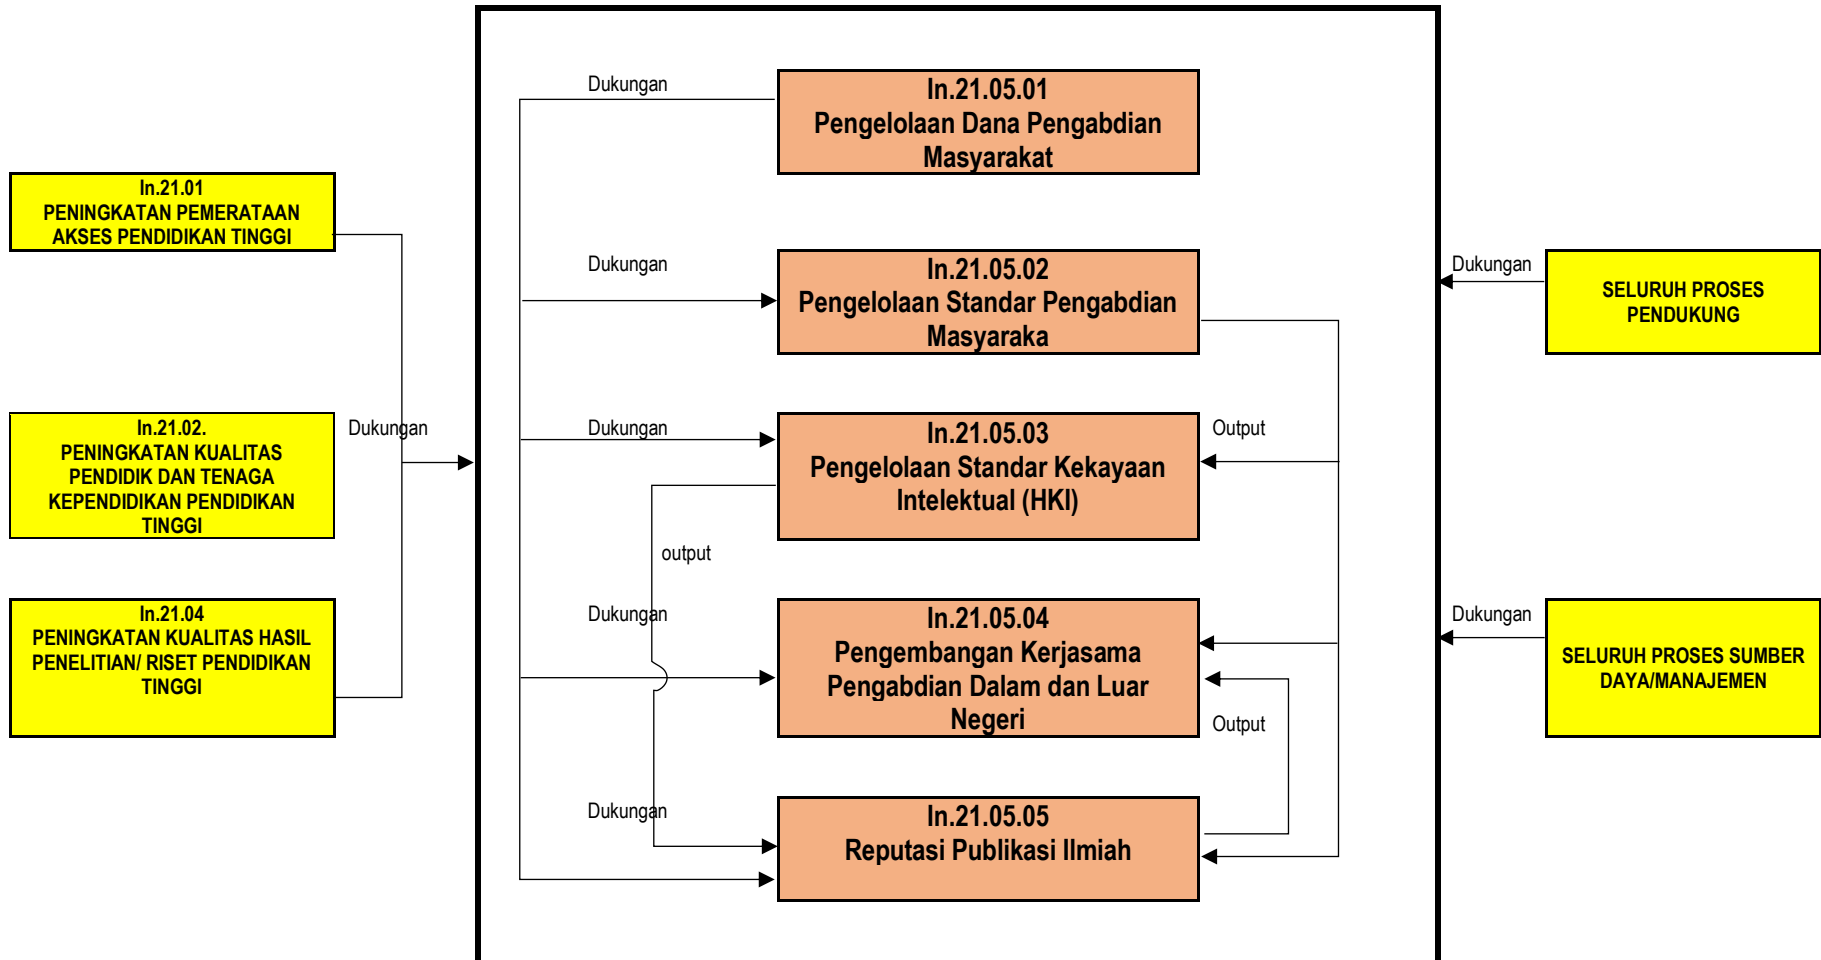 In.21.01
PENINGKATAN PEMERATAAN
AKSES PENDIDIKAN TINGGI
In.21.02.
PENINGKATAN KUALITAS
PENDIDIK DAN TENAGA
KEPENDIDIKAN PENDIDIKAN
TINGGI
In.21.04
PENINGKATAN KUALITAS HASIL
PENELITIAN/ RISET PENDIDIKAN
TINGGI
Dukungan
Dukungan
In.21.05.01
Pengelolaan Dana Pengabdian
Masyarakat
Dukungan
In.21.05.02
Pengelolaan Standar Pengabdian
Masyaraka
Dukungan
In.21.05.03
Pengelolaan Standar Kekayaan
Intelektual (HKI)
Output
output
Dukungan
In.21.05.04
Pengembangan Kerjasama
Pengabdian Dalam dan Luar
Negeri
Output
Dukungan
In.21.05.05
Reputasi Publikasi Ilmiah
Dukungan
SELURUH PROSES
PENDUKUNG
Dukungan
SELURUH PROSES SUMBER
DAYA/MANAJEMEN